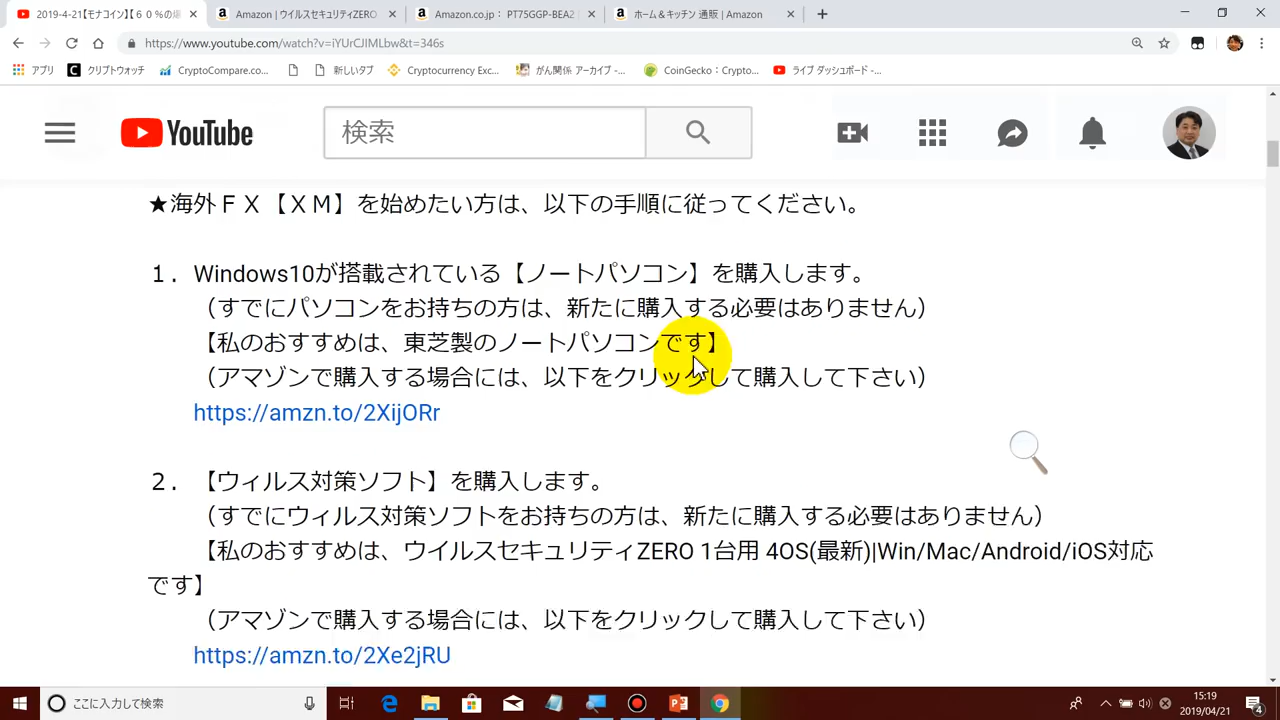 2019-4-21【モナコイン】【６０％の爆
Amazon | ウイルスセキュリティZERO
Amazon.co.jp： PT75GGP-BEA2
ホーム＆キッチン 通販 | Amazon
https://www.youtube.com/watch?v=iYUrCJIMLbw&t=346s
アプリ
クリプトウォッチ
CryptoCompare.co...
新しいタブ
Cryptocurrency Exc...
がん関係 アーカイブ -...
CoinGecko: Crypto...
ライブ ダッシュボード -...
YouTube
検索
★海外ＦＸ【ＸＭ】を始めたい方は、以下の手順に従ってください。
１．Windows10が搭載されている【ノートパソコン】を購入します。
（すでにパソコンをお持ちの方は、新たに購入する必要はありません）
【私のおすすめは、東芝製のノートパソコンです】
（アマゾンで購入する場合には、以下をクリックして購入して下さい）
https://amzn.to/2XijORr
２．【ウィルス対策ソフト】を購入します。
（すでにウィルス対策ソフトをお持ちの方は、新たに購入する必要はありません）
【私のおすすめは、ウイルスセキュリティZERO 1台用 4OS(最新)|Win/Mac/Android/iOS対応
です】
（アマゾンで購入する場合には、以下をクリックして購入して下さい）
https://amzn.to/2Xe2jRU
ここに入力して検索
15:19
2019/04/21
4